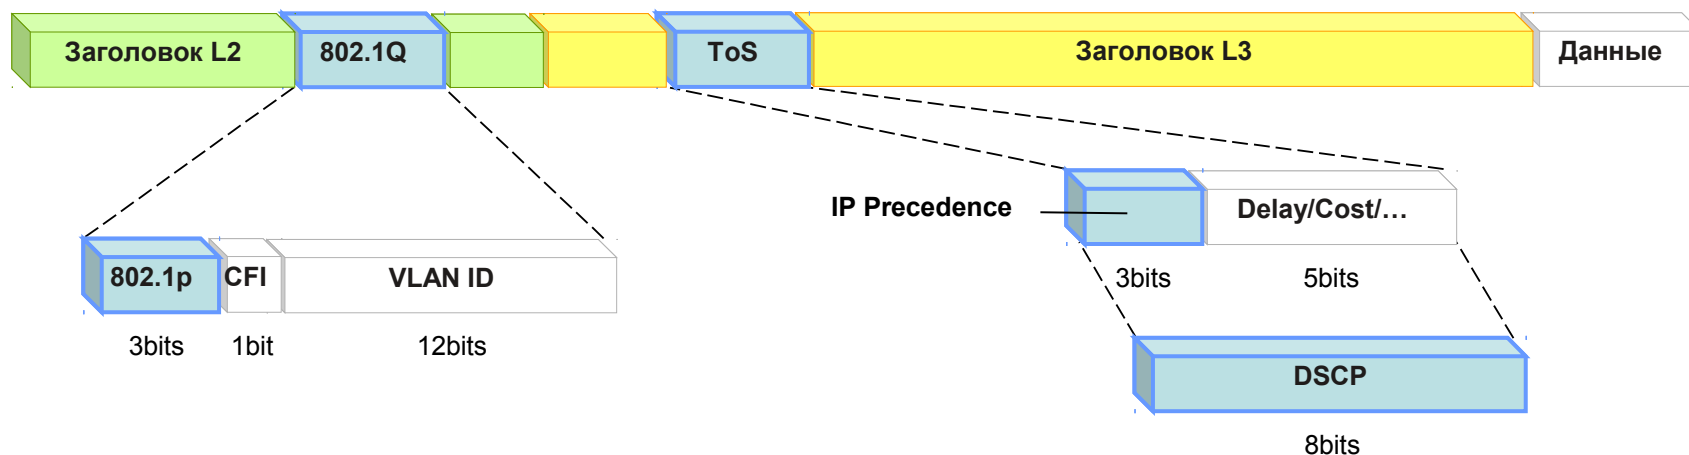 Заголовок L2 802.1Q ToS Заголовок L3 Данные
IP Precedence Delay/Cost/…
3bits 5bits
802.1p CFI VLAN ID
3bits 1bit 12bits
DSCP
8bits